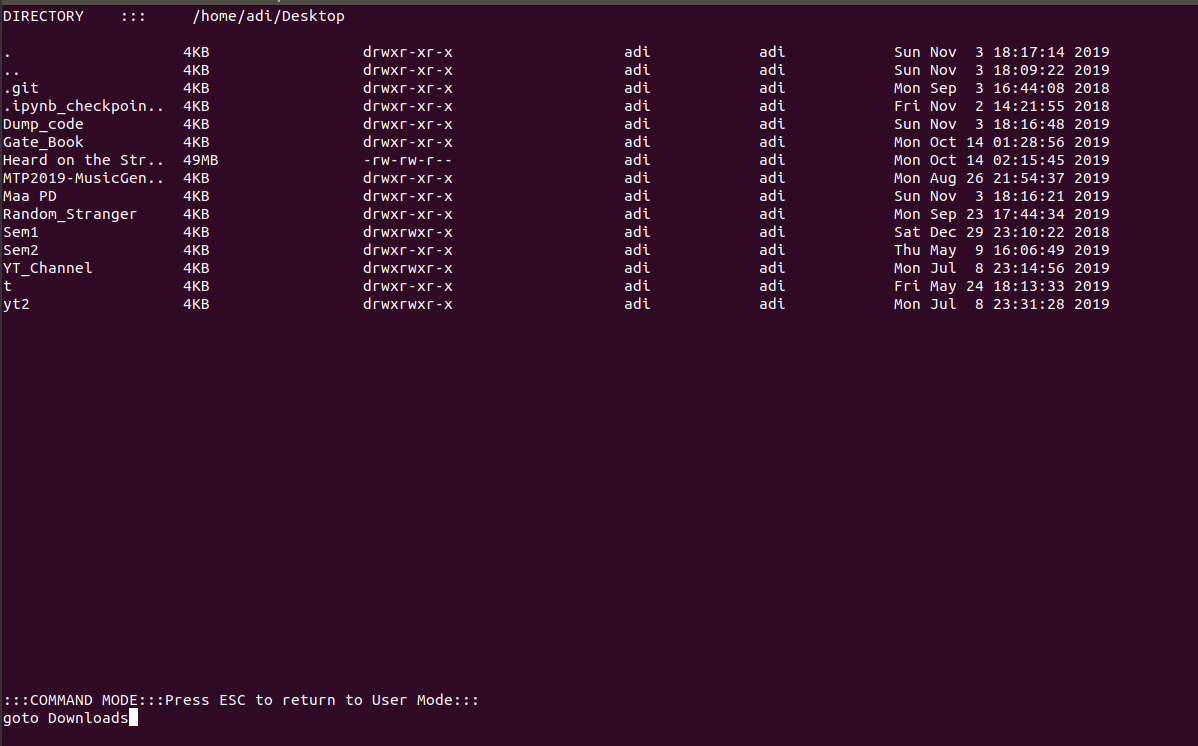 DIRECTORY    :::     /home/adi/Desktop
.                   4KB                 drwxr-xr-x                   adi            adi            Sun Nov  3 18:17:14 2019
..                  4KB                 drwxr-xr-x                   adi            adi            Sun Nov  3 18:09:22 2019
.git                4KB                 drwxr-xr-x                   adi            adi            Mon Sep  3 16:44:08 2018
.ipynb_checkpoin..  4KB                 drwxr-xr-x                   adi            adi            Fri Nov  2 14:21:55 2018
Dump_code           4KB                 drwxr-xr-x                   adi            adi            Sun Nov  3 18:16:48 2019
Gate_Book           4KB                 drwxr-xr-x                   adi            adi            Mon Oct 14 01:28:56 2019
Heard on the Str..  49MB                -rw-rw-r--                   adi            adi            Mon Oct 14 02:15:45 2019
MTP2019-MusicGen..  4KB                 drwxr-xr-x                   adi            adi            Mon Aug 26 21:54:37 2019
Maa PD              4KB                 drwxr-xr-x                   adi            adi            Sun Nov  3 18:16:21 2019
Random_Stranger     4KB                 drwxr-xr-x                   adi            adi            Mon Sep 23 17:44:34 2019
Sem1                4KB                 drwxrwxr-x                   adi            adi            Sat Dec 29 23:10:22 2018
Sem2                4KB                 drwxr-xr-x                   adi            adi            Thu May  9 16:06:49 2019
YT_Channel          4KB                 drwxrwxr-x                   adi            adi            Mon Jul  8 23:14:56 2019
t                   4KB                 drwxr-xr-x                   adi            adi            Fri May 24 18:13:33 2019
yt2                 4KB                 drwxrwxr-x                   adi            adi            Mon Jul  8 23:31:28 2019
:::COMMAND MODE:::Press ESC to return to User Mode:::
goto Downloads